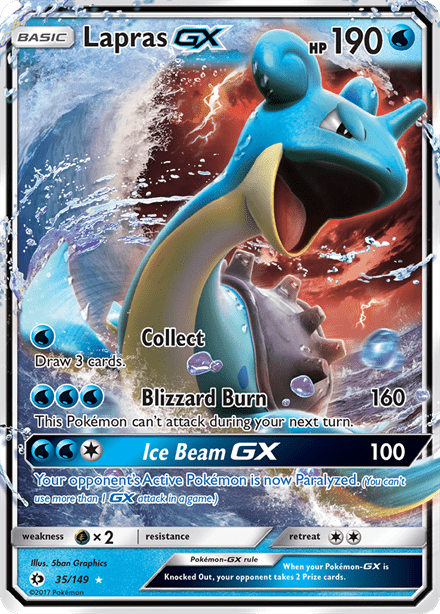 BASIC Lapras GX HP 190
Collect
Draw 3 cards.
Blizzard Burn 160
This Pokémon can't attack during your next turn.
Ice Beam GX 100
Your opponent's Active Pokémon is now Paralyzed. (You can't
use more than 1 GX attack in a game.)
weakness × 2 resistance retreat
Illus. 5ban Graphics
35/149
©2017 Pokémon
Pokémon-GX rule
When your Pokémon-GX is
Knocked Out, your opponent takes 2 Prize cards.